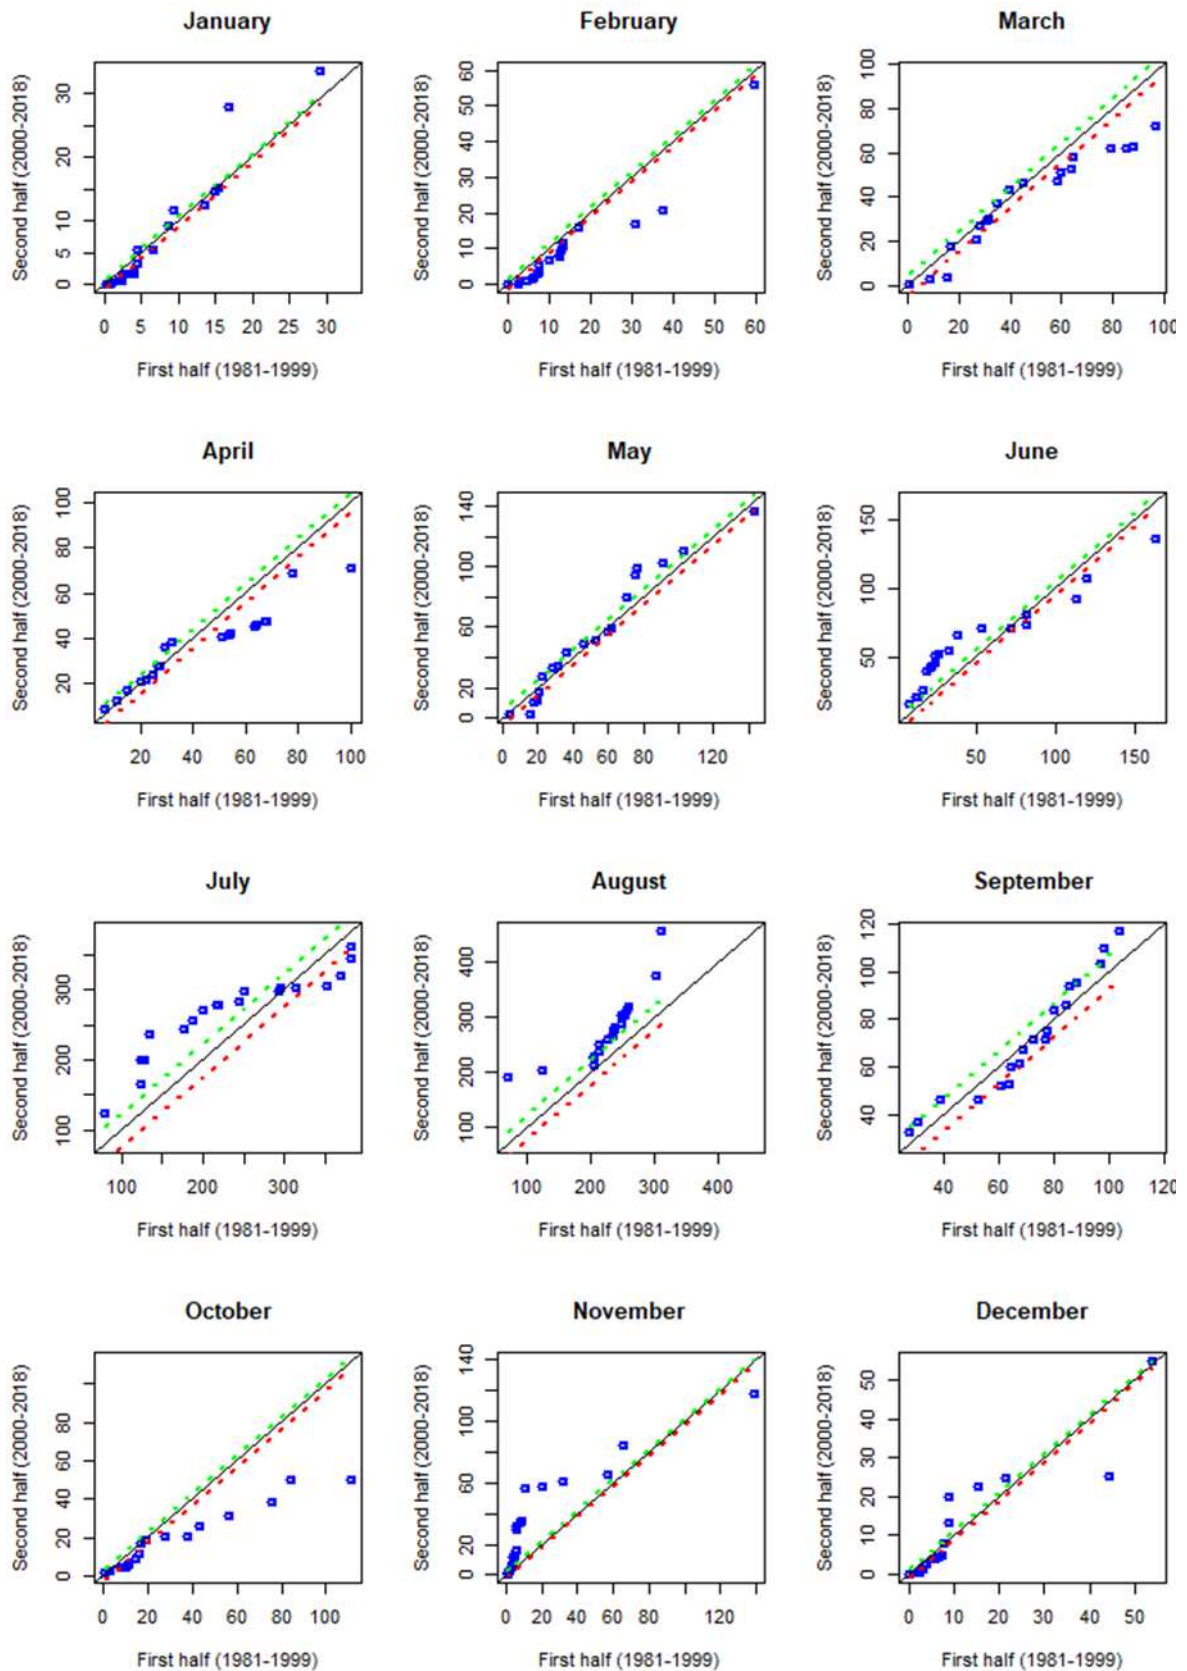 January
Second half (2000-2018)
30
20
10
5
0
0 5 10 15 20 25 30
First half (1981-1999)
February
Second half (2000-2018)
60
50
40
30
20
10
0
0 10 20 30 40 50 60
First half (1981-1999)
March
Second half (2000-2018)
100
80
60
40
20
0
0 20 40 60 80 100
First half (1981-1999)
April
Second half (2000-2018)
100
80
60
40
20
20 40 60 80 100
First half (1981-1999)
May
Second half (2000-2018)
140
100
60
40
20
0
0 20 40 60 80 120
First half (1981-1999)
June
Second half (2000-2018)
150
100
50
50 100 150
First half (1981-1999)
July
Second half (2000-2018)
300
200
100
100 200 300
First half (1981-1999)
August
Second half (2000-2018)
400
300
200
100
100 200 300 400
First half (1981-1999)
September
Second half (2000-2018)
120
100
80
60
40
40 60 80 100 120
First half (1981-1999)
October
Second half (2000-2018)
80
60
40
20
0
0 20 40 60 80 100
First half (1981-1999)
November
Second half (2000-2018)
140
100
60
20
0
0 20 40 60 80 120
First half (1981-1999)
December
Second half (2000-2018)
50
40
30
20
10
0
0 10 20 30 40 50
First half (1981-1999)